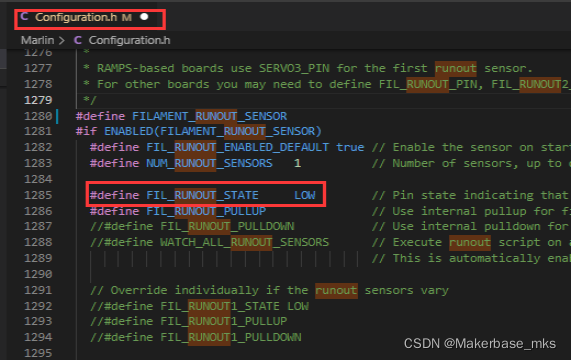 C Configuration.h M
Marlin > C Configuration.h
1276 *
1277 * RAMPS-based boards use SERVO3_PIN for the first runout sensor.
1278 * For other boards you may need to define FIL_RUNOUT_PIN, FIL_RUNOUT2_
1279 */
1280 #define FILAMENT_RUNOUT_SENSOR
1281 #if ENABLED(FILAMENT_RUNOUT_SENSOR)
1282 #define FIL_RUNOUT_ENABLED_DEFAULT true // Enable the sensor on star
1283 #define NUM_RUNOUT_SENSORS 1 // Number of sensors, up to
1284
1285 #define FIL_RUNOUT_STATE LOW // Pin state indicating that
1286 #define FIL_RUNOUT_PULLUP // Use internal pullup for fi
1287 //#define FIL_RUNOUT_PULLDOWN // Use internal pulldown for
1288 //#define WATCH_ALL_RUNOUT_SENSORS // Execute runout script on a
1289 // This is automatically enab
1290
1291 // Override individually if the runout sensors vary
1292 //#define FIL_RUNOUT1_STATE LOW
1293 //#define FIL_RUNOUT1_PULLUP
1294 //#define FIL_RUNOUT1_PULLDOWN
1295
CSDN @Makerbase_mks